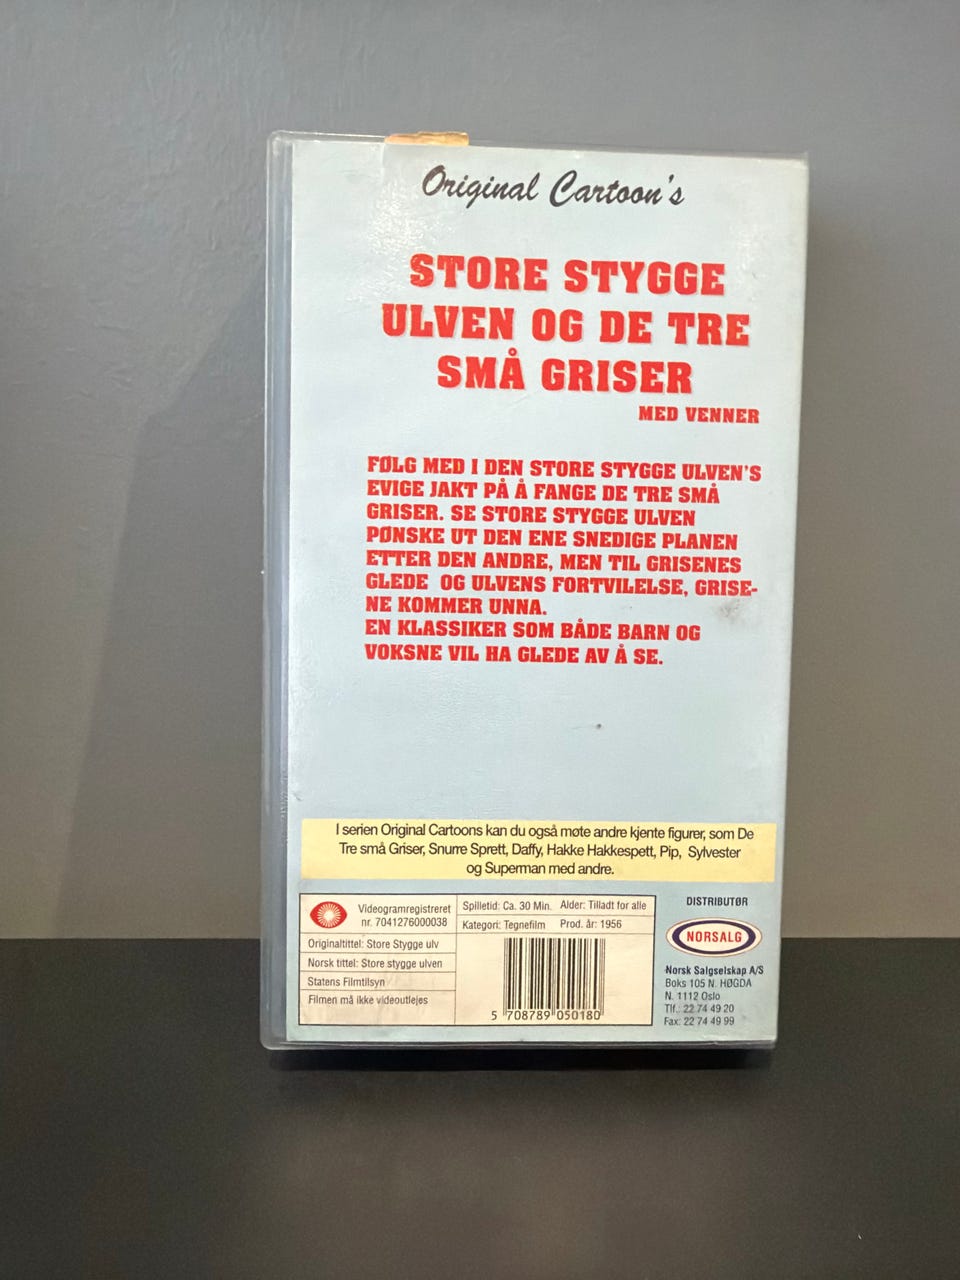 Original Cartoon's
STORE STYGGE
ULVEN OG DE TRE
SMÅ GRISER
MED VENNER
FØLG MED I DEN STORE STYGGE ULVEN'S
EVIGE JAKT PÅ Å FANGE DE TRE SMÅ
GRISER. SE STORE STYGGE ULVEN
PØNSKE UT DEN ENE SNEDIGE PLANEN
ETTER DEN ANDRE, MEN TIL GRISENES
GLEDE OG ULVENS FORTVILELSE, GRISE-
NE KOMMER UNNA.
EN KLASSIKER SOM BÅDE BARN OG
VOKSNE VIL HA GLEDE AV Å SE.
I serien Original Cartoons kan du også møte andre kjente figurer, som De
Tre små Griser, Snurre Sprett, Daffy, Hakke Hakkespett, Pip, Sylvester
og Superman med andre.
Videogramregistreret
nr. 7041276000038
Originaltittel: Store Stygge ulv
Norsk tittel: Store stygge ulven
Statens Filmtilsyn
Filmen må ikke videoutlejes
Spilletid: Ca. 30 Min. Alder: Tilladt for alle
Kategori: Tegnefilm Prod. år: 1956
5 708789 050180
DISTRIBUTØR
NORSALG
Norsk Salgselskap A/S
Boks 105 N. HØGDA
N. 1112 Oslo
Tlf.: 22 74 49 20
Fax: 22 74 49 99